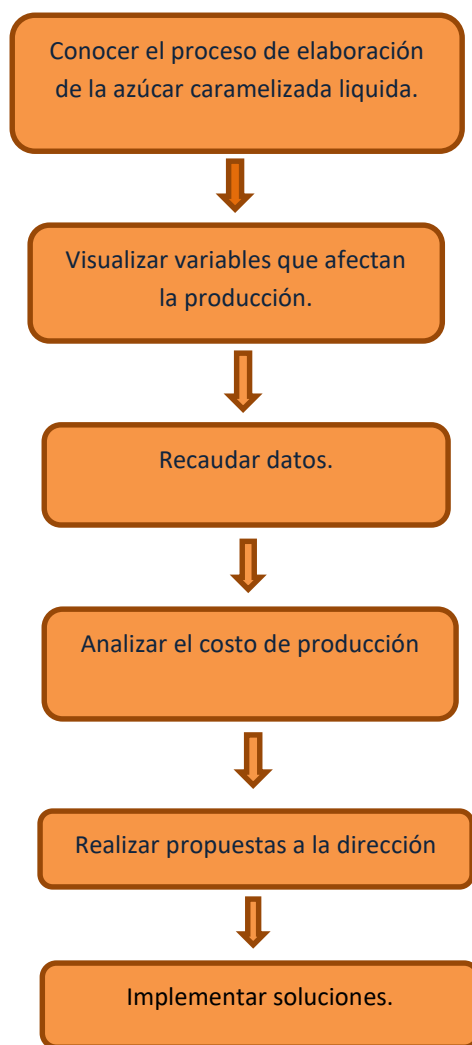 Conocer el proceso de elaboración
de la azúcar caramelizada liquida.
Visualizar variables que afectan
la producción.
Recaudar datos.
Analizar el costo de producción
Realizar propuestas a la dirección
Implementar soluciones.